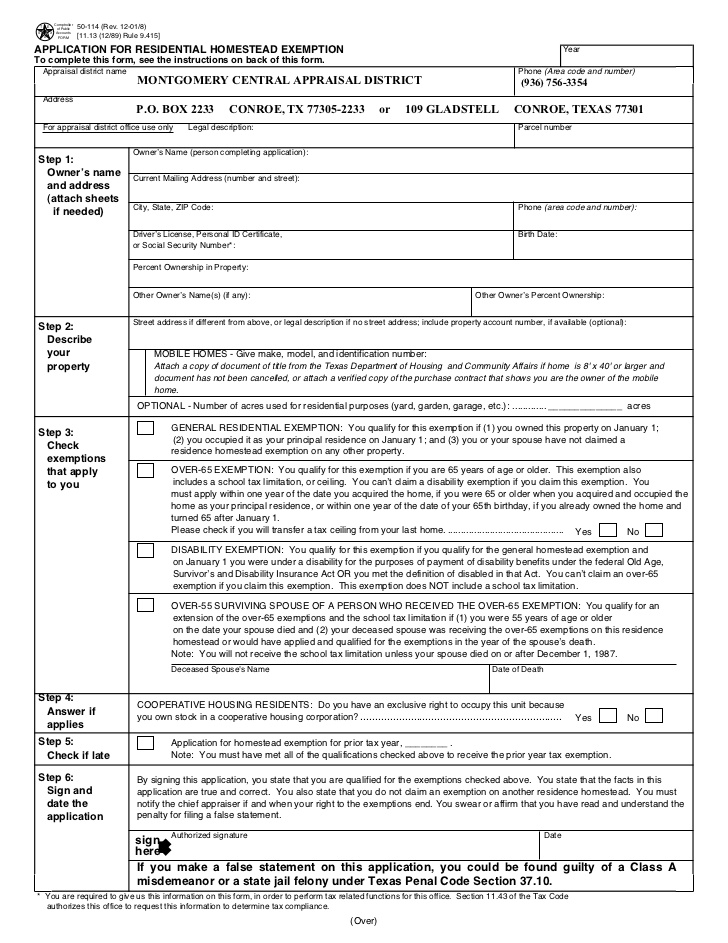 Comptroller
of Public
Accounts
FORM
50-114 (Rev. 12-01/8)
[11.13 (12/89) Rule 9.415]
APPLICATION FOR RESIDENTIAL HOMESTEAD EXEMPTION
To complete this form, see the instructions on back of this form.
Year
Appraisal district name
MONTGOMERY CENTRAL APPRAISAL DISTRICT
Phone (Area code and number)
(936) 756-3354
Address
P.O. BOX 2233 CONROE, TX 77305-2233 or 109 GLADSTELL CONROE, TEXAS 77301
For appraisal district office use only Legal description:
Parcel number
Step 1:
Owner's name
and address
(attach sheets
if needed)
Owner's Name (person completing application):
Current Mailing Address (number and street):
City, State, ZIP Code:
Phone (area code and number):
Driver's License, Personal ID Certificate,
or Social Security Number*:
Birth Date:
Percent Ownership in Property:
Other Owner's Name(s) (if any):
Other Owner's Percent Ownership:
Step 2:
Describe
your
property
Street address if different from above, or legal description if no street address; include property account number, if available (optional):
MOBILE HOMES - Give make, model, and identification number:
Attach a copy of document of title from the Texas Department of Housing and Community Affairs if home is 8' x 40' or larger and
document has not been cancelled, or attach a verified copy of the purchase contract that shows you are the owner of the mobile
home.
OPTIONAL - Number of acres used for residential purposes (yard, garden, garage, etc.): ............. _______________ acres
Step 3:
Check
exemptions
that apply
to you
GENERAL RESIDENTIAL EXEMPTION: You qualify for this exemption if (1) you owned this property on January 1;
(2) you occupied it as your principal residence on January 1; and (3) you or your spouse have not claimed a
residence homestead exemption on any other property.
OVER-65 EXEMPTION: You qualify for this exemption if you are 65 years of age or older. This exemption also
includes a school tax limitation, or ceiling. You can't claim a disability exemption if you claim this exemption. You
must apply within one year of the date you acquired the home, if you were 65 or older when you acquired and occupied the
home as your principal residence, or within one year of the date of your 65th birthday, if you already owned the home and
turned 65 after January 1.
Please check if you will transfer a tax ceiling from your last home. .......................................... Yes No
DISABILITY EXEMPTION: You qualify for this exemption if you qualify for the general homestead exemption and
on January 1 you were under a disability for the purposes of payment of disability benefits under the federal Old Age,
Survivor's and Disability Insurance Act OR you met the definition of disabled in that Act. You can't claim an over-65
exemption if you claim this exemption. This exemption does NOT include a school tax limitation.
OVER-55 SURVIVING SPOUSE OF A PERSON WHO RECEIVED THE OVER-65 EXEMPTION: You qualify for an
extension of the over-65 exemptions and the school tax limitation if (1) you were 55 years of age or older
on the date your spouse died and (2) your deceased spouse was receiving the over-65 exemptions on this residence
homestead or would have applied and qualified for the exemptions in the year of the spouse's death.
Note: You will not receive the school tax limitation unless your spouse died on or after December 1, 1987.
Deceased Spouse's Name
Date of Death
Step 4:
Answer if
applies
COOPERATIVE HOUSING RESIDENTS: Do you have an exclusive right to occupy this unit because
you own stock in a cooperative housing corporation? .................................................................. Yes No
Step 5:
Check if late
Application for homestead exemption for prior tax year, ________ .
Note: You must have met all of the qualifications checked above to receive the prior year tax exemption.
Step 6:
Sign and
date the
application
By signing this application, you state that you are qualified for the exemptions checked above. You state that the facts in this
application are true and correct. You also state that you do not claim an exemption on another residence homestead. You must
notify the chief appraiser if and when your right to the exemptions end. You swear or affirm that you have read and understand the
penalty for filing a false statement.
sign
here
Authorized signature
Date
If you make a false statement on this application, you could be found guilty of a Class A
misdemeanor or a state jail felony under Texas Penal Code Section 37.10.
* You are required to give us this information on this form, in order to perform tax related functions for this office. Section 11.43 of the Tax Code
authorizes this office to request this information to determine tax compliance.
(Over)